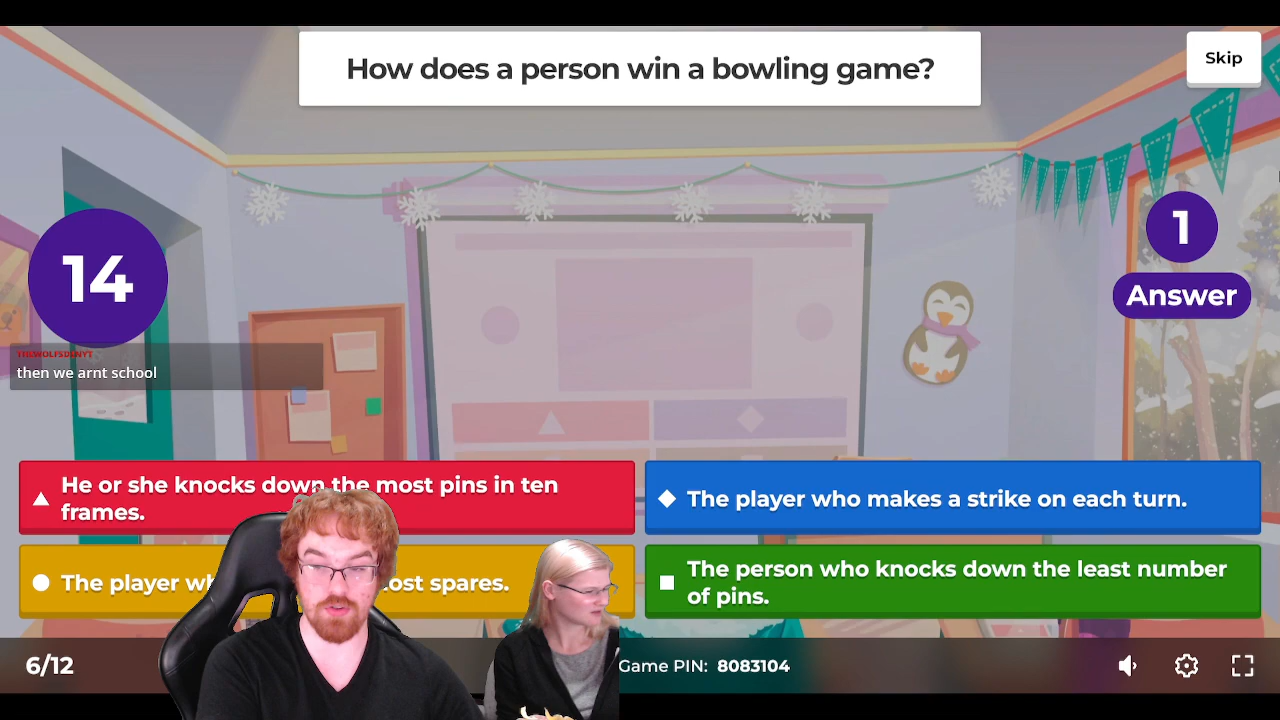 How does a person win a bowling game?
Skip
14
1
Answer
then we arnt school
He or she knocks down the most pins in ten
frames.
The player who makes a strike on each turn.
The player ost spares.
The person who knocks down the least number
of pins.
6/12
Game PIN: 8083104